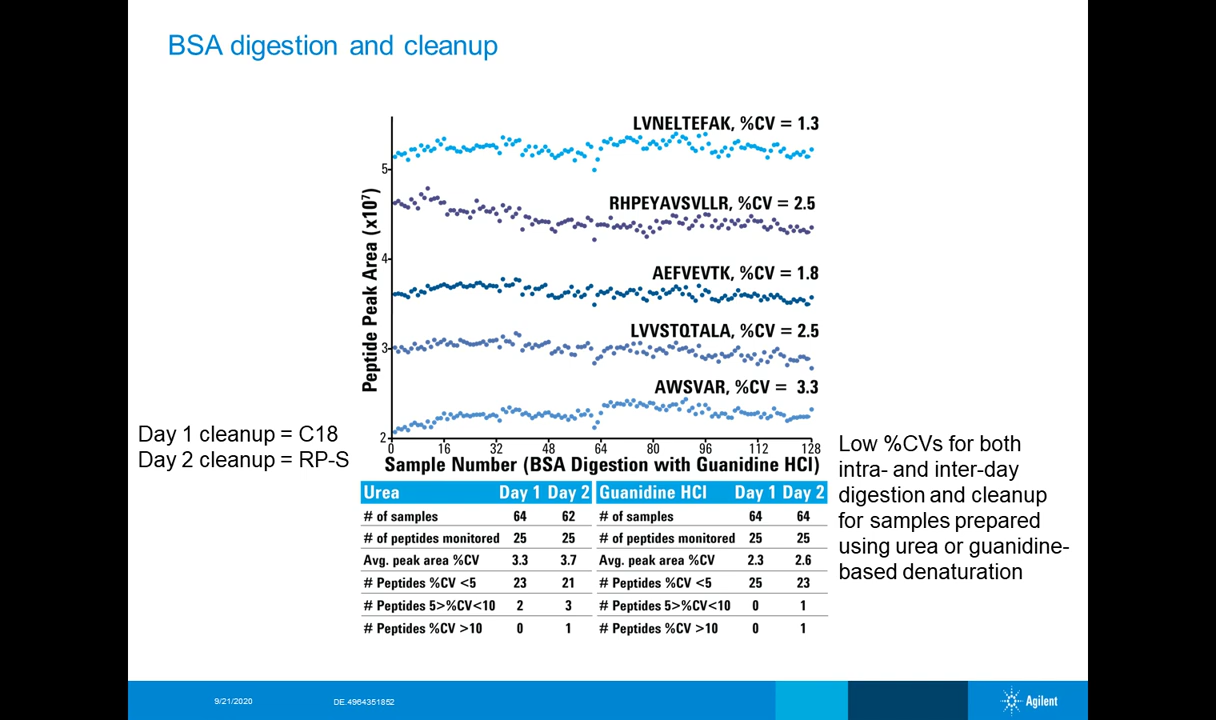 BSA digestion and cleanup
LVNELTEFAK, %CV = 1.3
RHPEYAVSVLLR, %CV = 2.5
AEFVEVTK, %CV = 1.8
LVVSTQTALA, %CV = 2.5
AWSVAR, %CV = 3.3
Peptide Peak Area (x10⁷)
5
4
3
2
0 16 32 48 64 80 96 112 128
Sample Number (BSA Digestion with Guanidine HCl)
Day 1 cleanup = C18
Day 2 cleanup = RP-S
Low %CVs for both
intra- and inter-day
digestion and cleanup
for samples prepared
using urea or guanidine-
based denaturation
Urea Day 1 Day 2 Guanidine HCl Day 1 Day 2
# of samples 64 62 # of samples 64 64
# of peptides monitored 25 25 # of peptides monitored 25 25
Avg. peak area %CV 3.3 3.7 Avg. peak area %CV 2.3 2.6
# Peptides %CV <5 23 21 # Peptides %CV <5 25 23
# Peptides 5>%CV<10 2 3 # Peptides 5>%CV<10 0 1
# Peptides %CV >10 0 1 # Peptides %CV >10 0 1
9/21/2020 DE.4964351852
Agilent